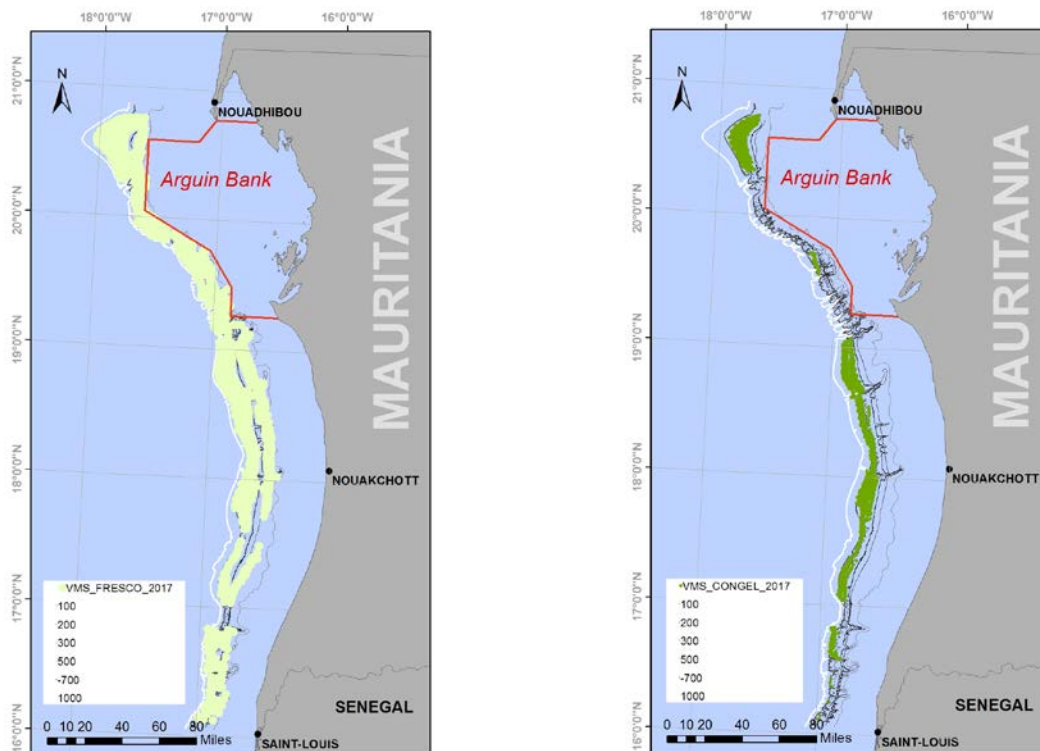 18°0'0"W 17°0'0"W 16°0'0"W
N
21°0'0"N
NOUADHIBOU
Arguin Bank
MAURITANIA
20°0'0"N
19°0'0"N
18°0'0"N
NOUAKCHOTT
17°0'0"N
VMS_FRESCO_2017
100
200
300
500
-700
1000
SENEGAL
16°0'0"N
0 10 20 40 60 80
Miles
SAINT-LOUIS
18°0'0"W 17°0'0"W 16°0'0"W
N
21°0'0"N
NOUADHIBOU
Arguin Bank
MAURITANIA
20°0'0"N
19°0'0"N
18°0'0"N
NOUAKCHOTT
17°0'0"N
VMS_CONGEL_2017
100
200
300
500
-700
1000
SENEGAL
16°0'0"N
0 10 20 40 60 80
Miles
SAINT-LOUIS